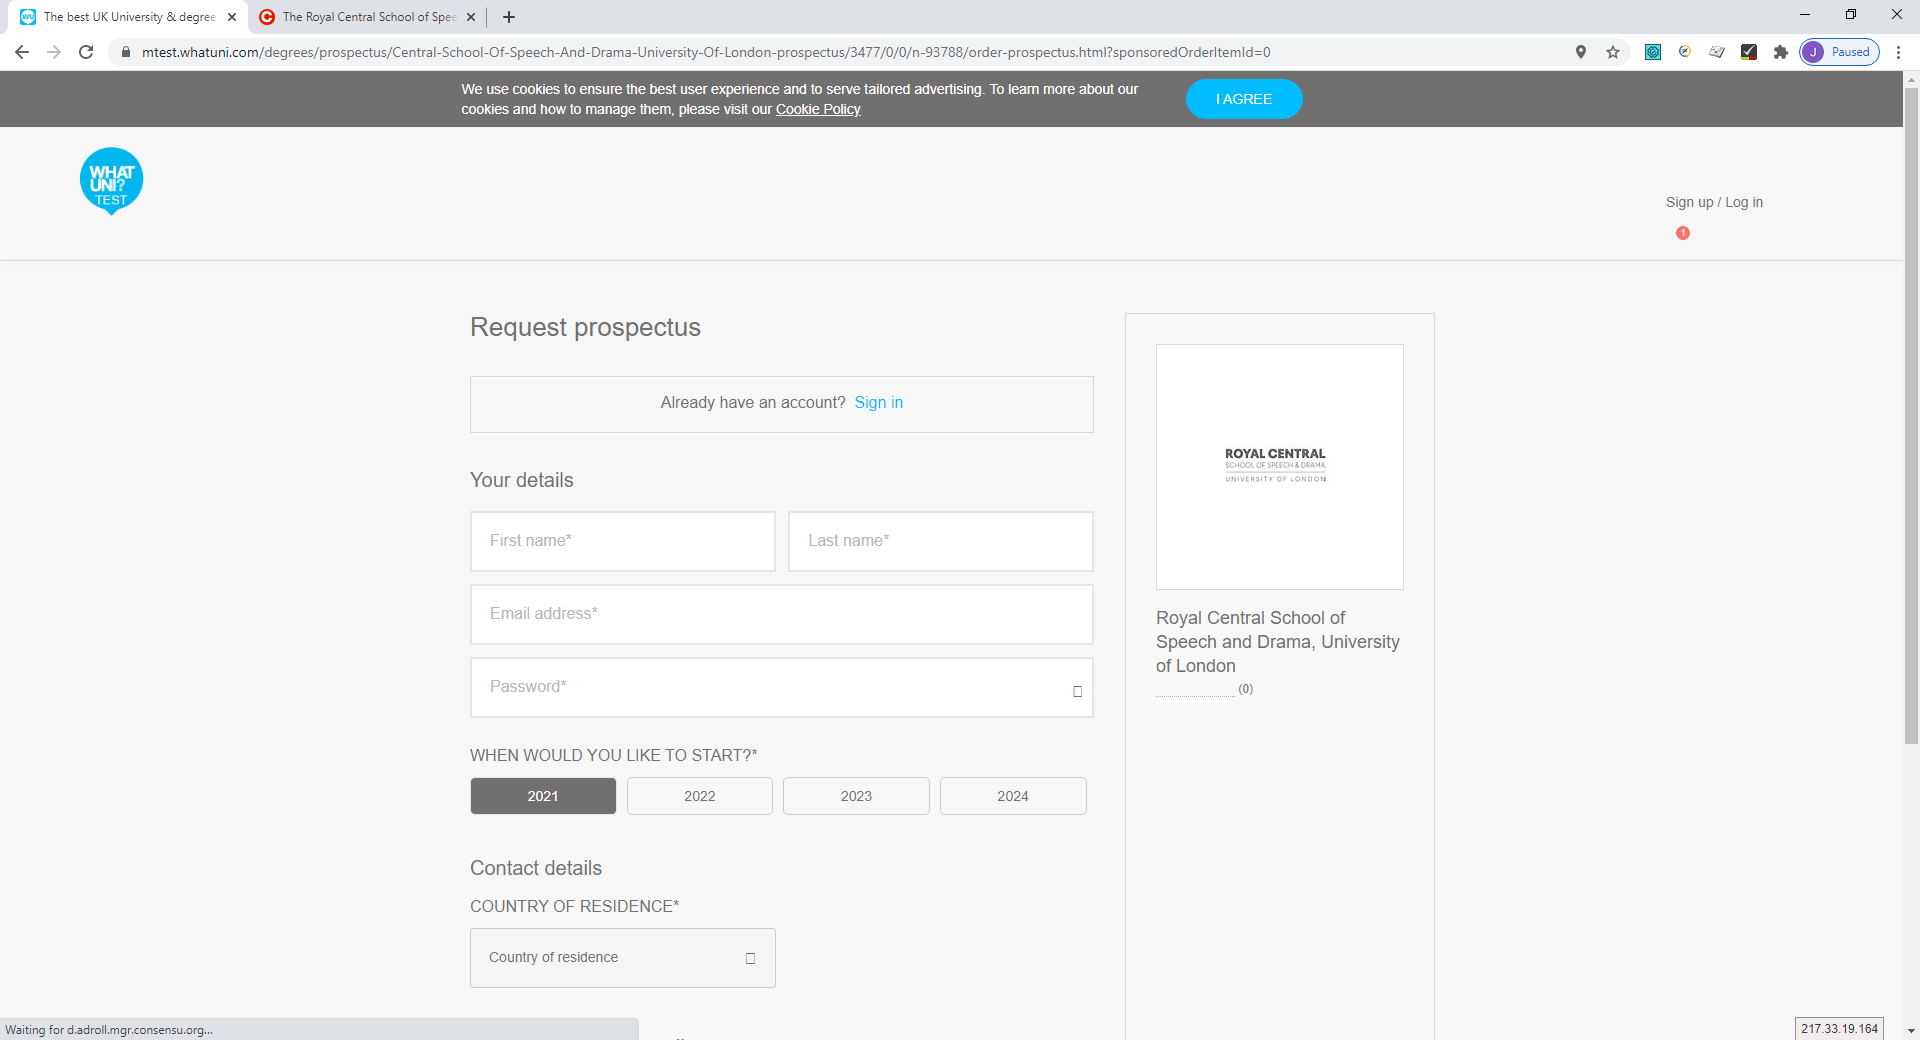 The best UK University & degree
The Royal Central School of Spee
mtest.whatuni.com/degrees/prospectus/Central-School-Of-Speech-And-Drama-University-Of-London-prospectus/3477/0/0/n-93788/order-prospectus.html?sponsoredOrderItemId=0
J Paused
We use cookies to ensure the best user experience and to serve tailored advertising. To learn more about our
cookies and how to manage them, please visit our Cookie Policy
I AGREE
WHAT
UNI?
TEST
Sign up / Log in
1
Request prospectus
Already have an account? Sign in
Your details
First name*
Last name*
Email address*
Password*
WHEN WOULD YOU LIKE TO START?*
2021
2022
2023
2024
Contact details
COUNTRY OF RESIDENCE*
Country of residence
ROYAL CENTRAL
SCHOOL OF SPEECH & DRAMA
UNIVERSITY OF LONDON
Royal Central School of
Speech and Drama, University
of London
(0)
Waiting for d.adroll.mgr.consensu.org...
217.33.19.164